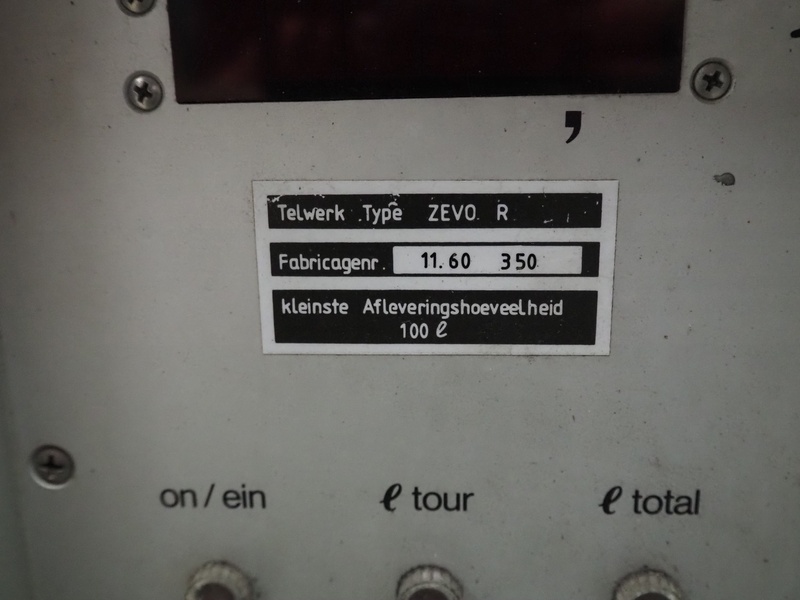 ,
Telwerk Type ZEVO R
Fabricagenr. 11.60 350
kleinste Afleveringshoeveelheid
100 ℓ
on/ein ℓ tour ℓ total